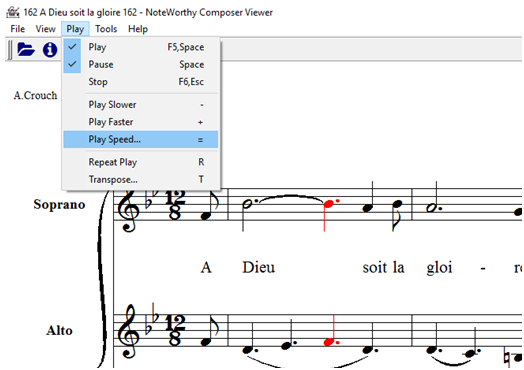 162 A Dieu soit la gloire 162 - NoteWorthy Composer Viewer
File View Play Tools Help
Play F5,Space
Pause Space
Stop F6,Esc
Play Slower -
Play Faster +
Play Speed... =
Repeat Play R
Transpose... T
A.Crouch
Soprano
12
8
A Dieu soit la gloi - r
Alto
12
8